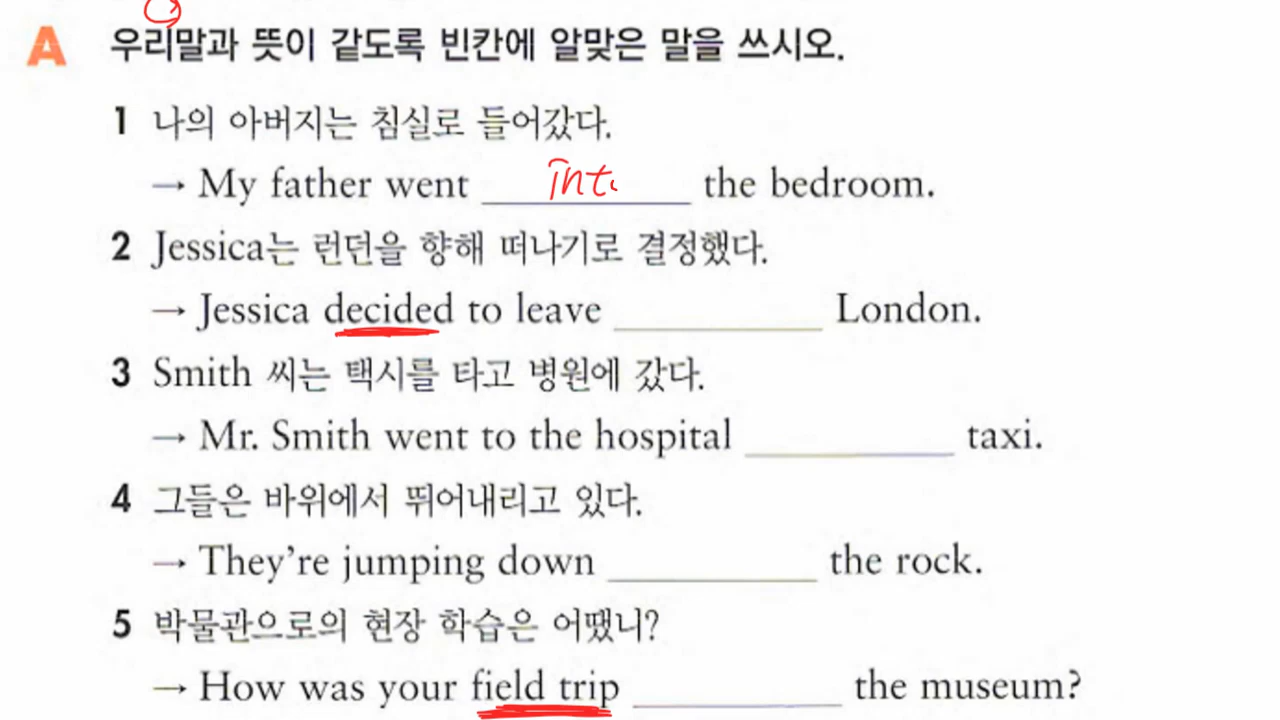 A 우리말과 뜻이 같도록 빈칸에 알맞은 말을 쓰시오.
1 나의 아버지는 침실로 들어갔다.
→ My father went int the bedroom.
2 Jessica는 런던을 향해 떠나기로 결정했다.
→ Jessica decided to leave ____ London.
3 Smith 씨는 택시를 타고 병원에 갔다.
→ Mr. Smith went to the hospital ____ taxi.
4 그들은 바위에서 뛰어내리고 있다.
→ They're jumping down ____ the rock.
5 박물관으로의 현장 학습은 어땠니?
→ How was your field trip ____ the museum?